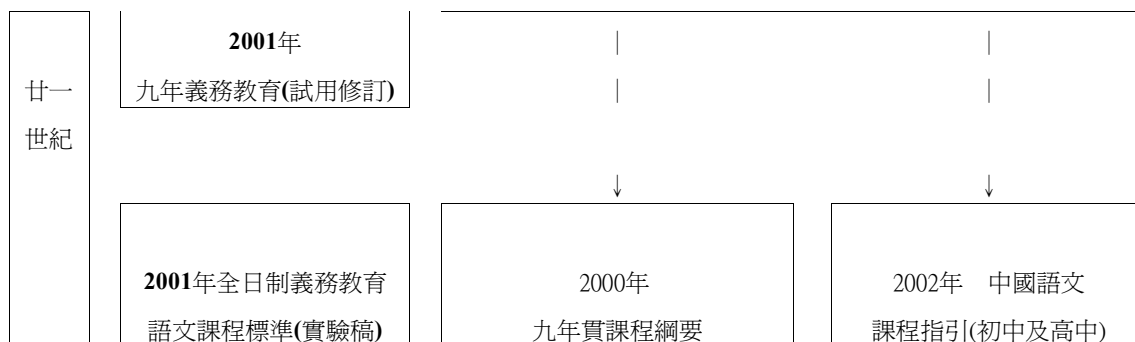 廿一
世紀
2001年
九年義務教育(試用修訂)
2001年全日制義務教育
語文課程標準(實驗稿)
2000年
九年貫課程綱要
2002年 中國語文
課程指引(初中及高中)